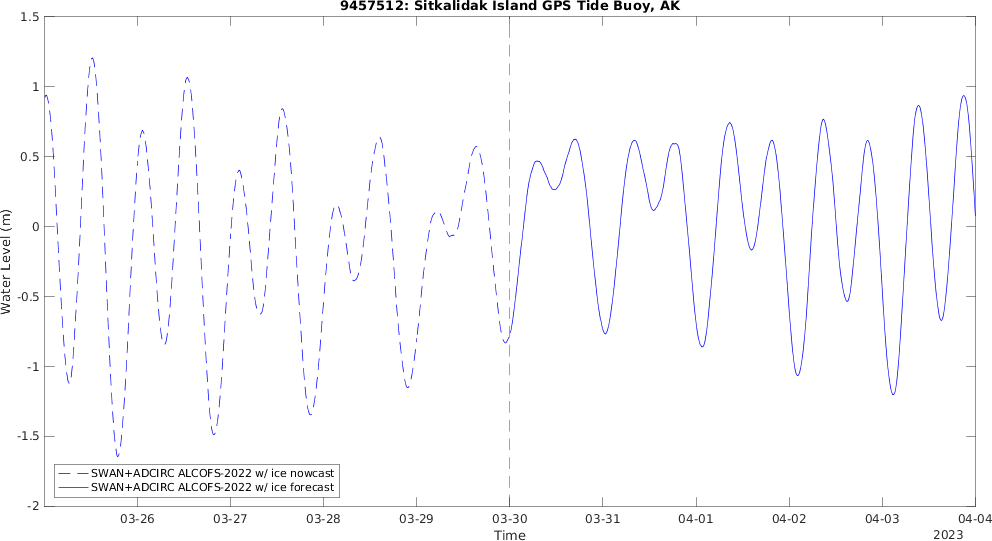 9457512: Sitkalidak Island GPS Tide Buoy, AK
1.5
1
0.5
0
-0.5
-1
-1.5
-2
Water Level (m)
SWAN+ADCIRC ALCOFS-2022 w/ ice nowcast
SWAN+ADCIRC ALCOFS-2022 w/ ice forecast
03-26 03-27 03-28 03-29 03-30 03-31 04-01 04-02 04-03 04-04
Time
2023